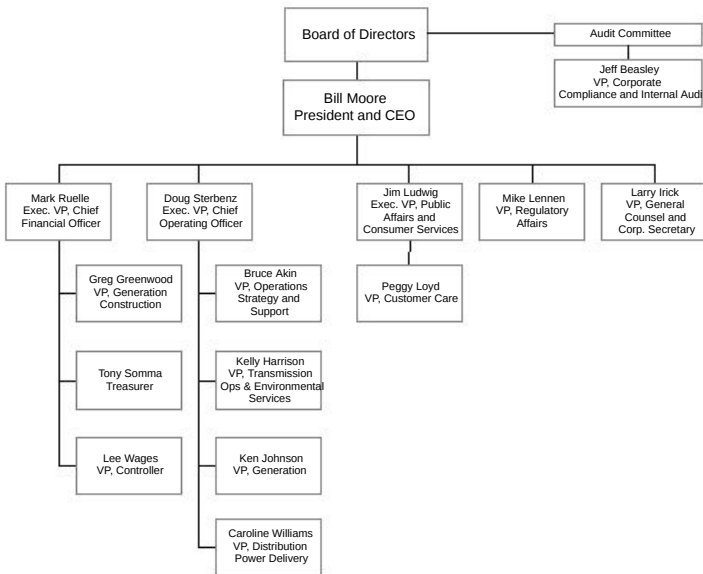 Board of Directors
Audit Committee
Jeff Beasley
VP, Corporate
Compliance and Internal Audi
Bill Moore
President and CEO
Mark Ruelle
Exec. VP, Chief
Financial Officer
Doug Sterbenz
Exec. VP, Chief
Operating Officer
Jim Ludwig
Exec. VP, Public
Affairs and
Consumer Services
Mike Lennen
VP, Regulatory
Affairs
Larry Irick
VP, General
Counsel and
Corp. Secretary
Greg Greenwood
VP, Generation
Construction
Bruce Akin
VP, Operations
Strategy and
Support
Peggy Loyd
VP, Customer Care
Tony Somma
Treasurer
Kelly Harrison
VP, Transmission
Ops & Environmental
Services
Lee Wages
VP, Controller
Ken Johnson
VP, Generation
Caroline Williams
VP, Distribution
Power Delivery